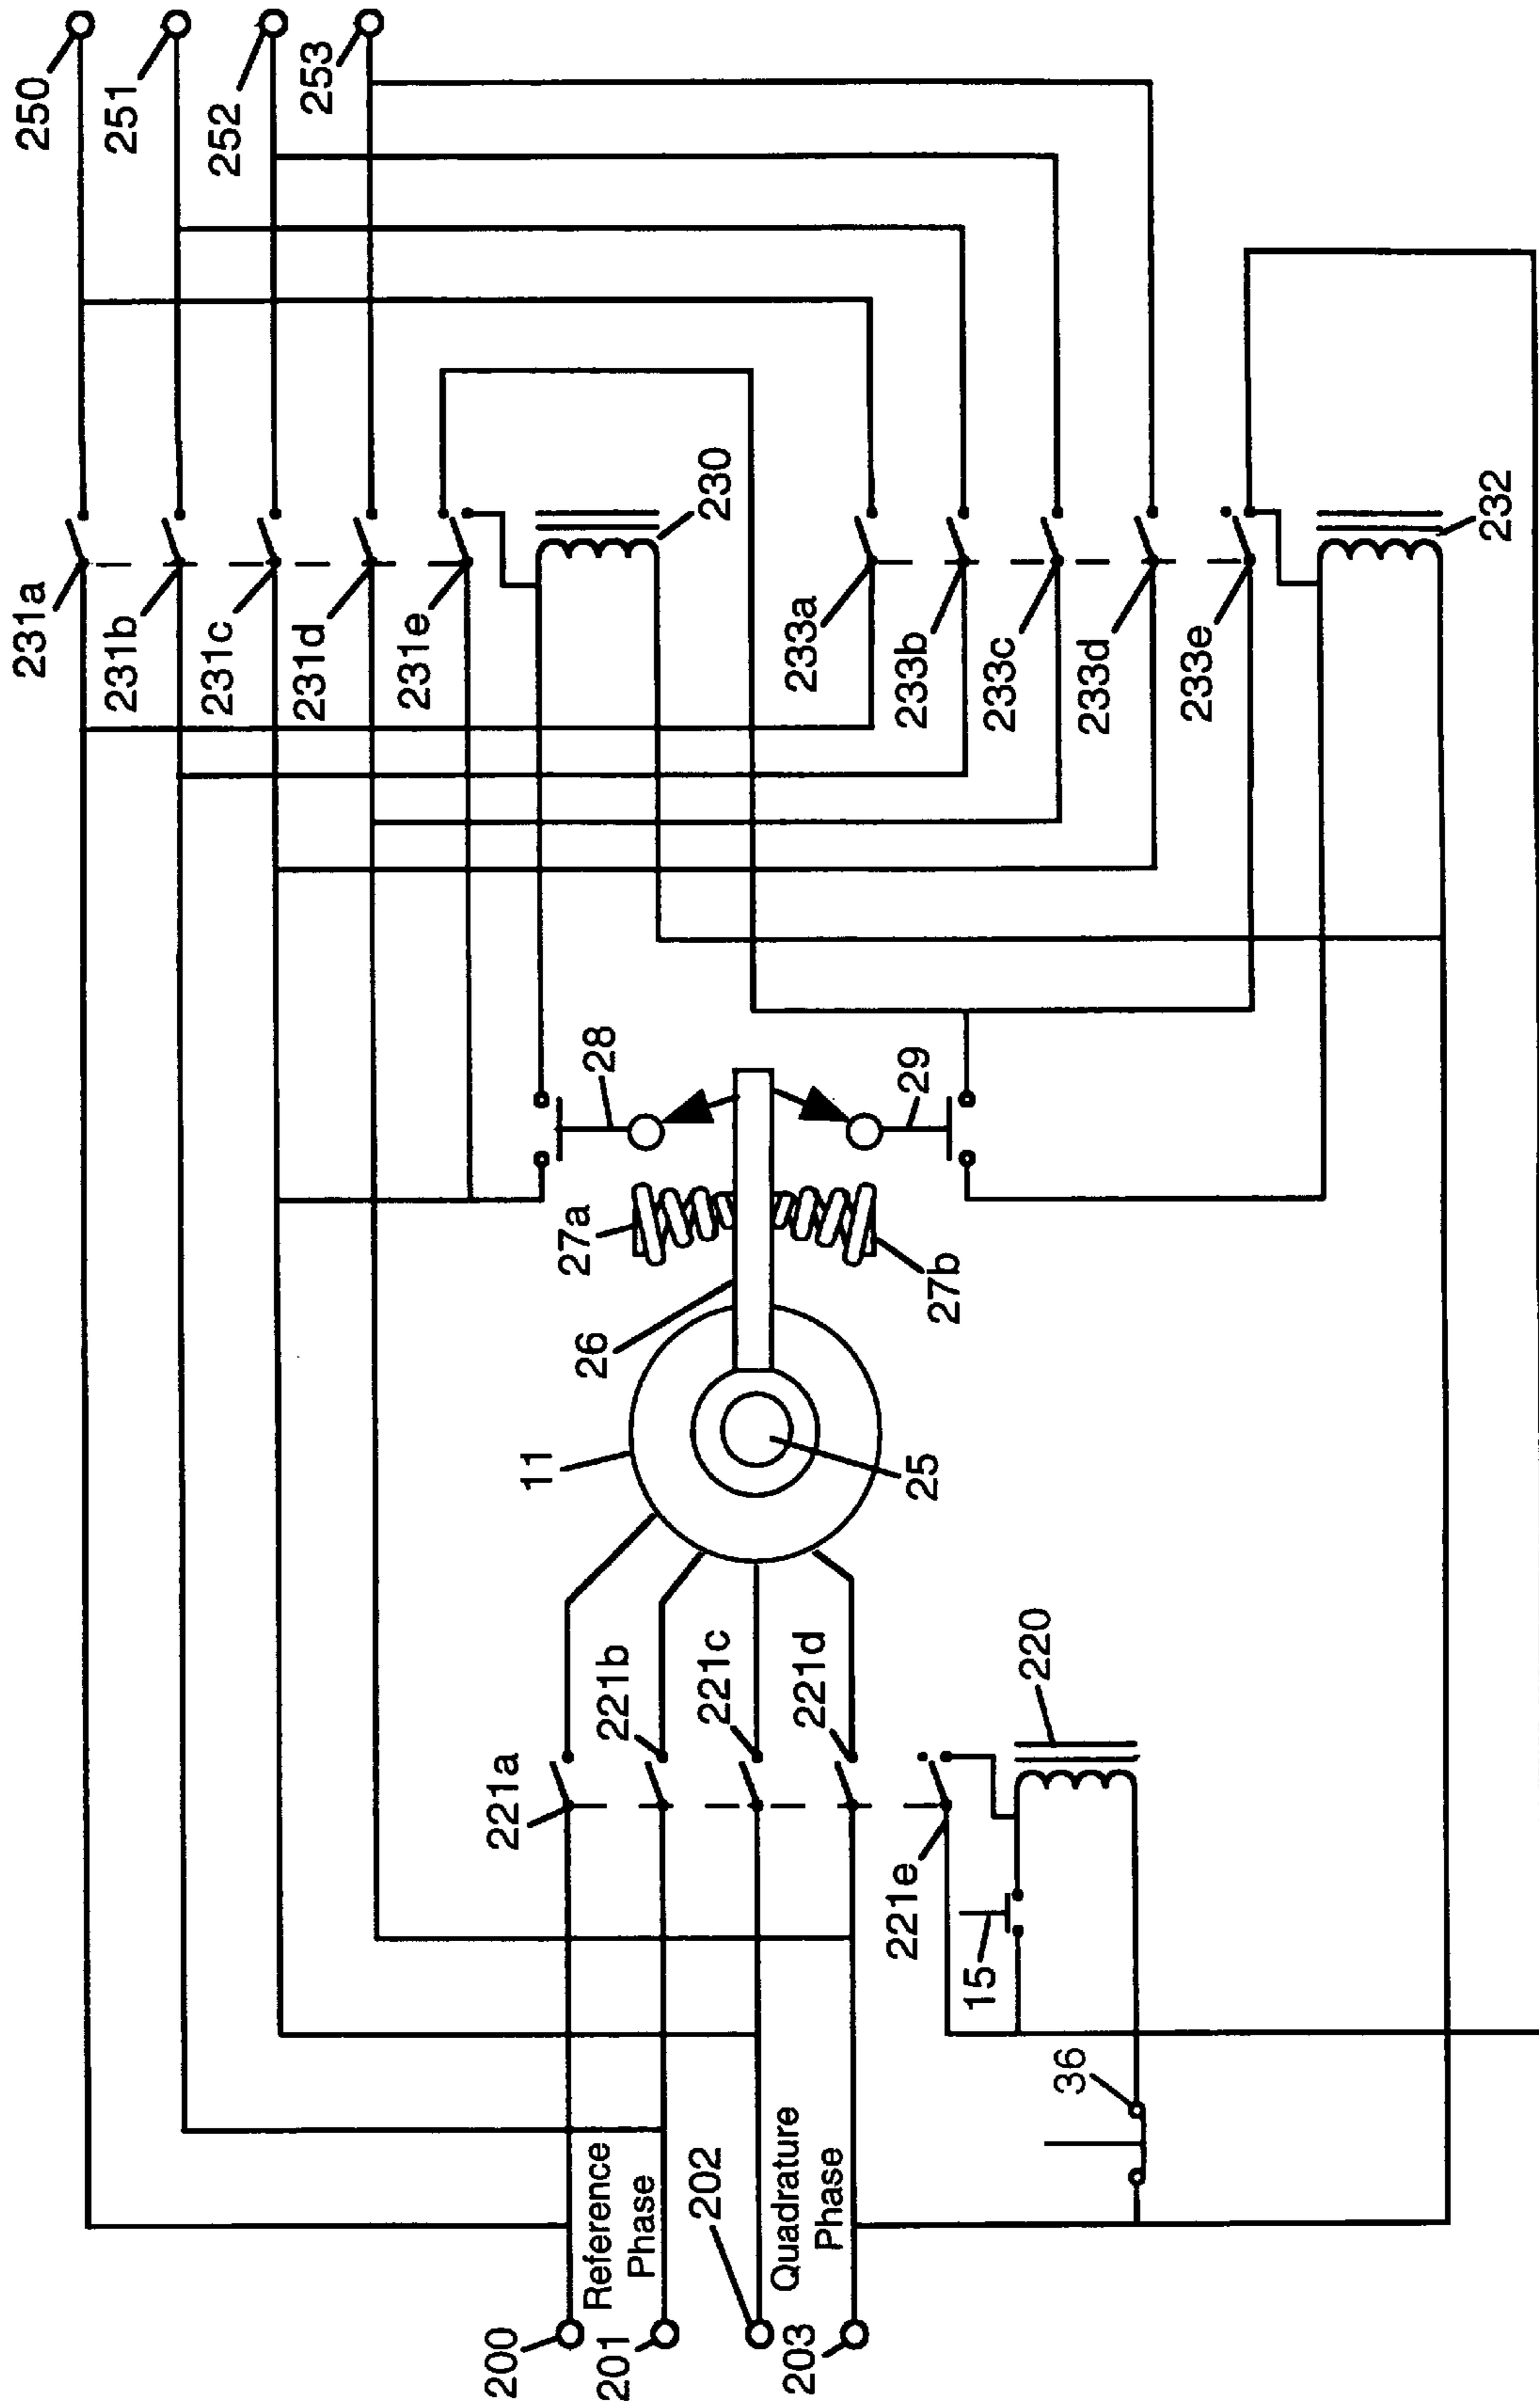 250
251
252
253
231a
231b
231c
231d
231e
230
233a
233b
233c
233d
233e
232
28
29
27a
27b
26
11
25
221a
221b
221c
221d
221e
220
15
36
200
Reference
Phase
201
202
Quadrature
Phase
203